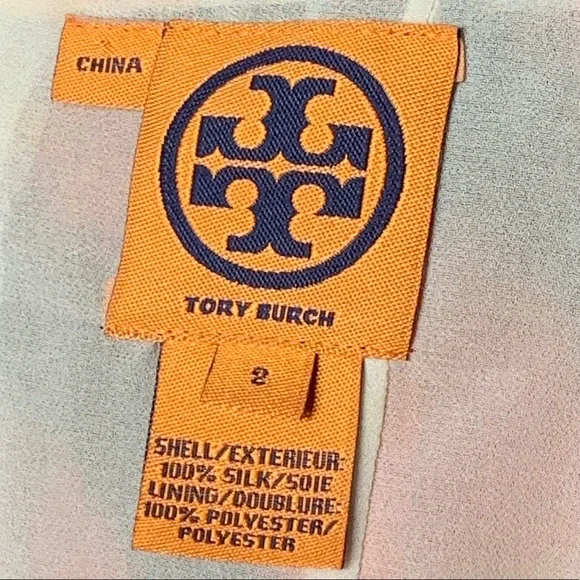 CHINA
TORY BURCH
2
SHELL/EXTERIEUR:
100% SILK/SOIE
LINING/DOUBLURE:
100% POLYESTER/
POLYESTER